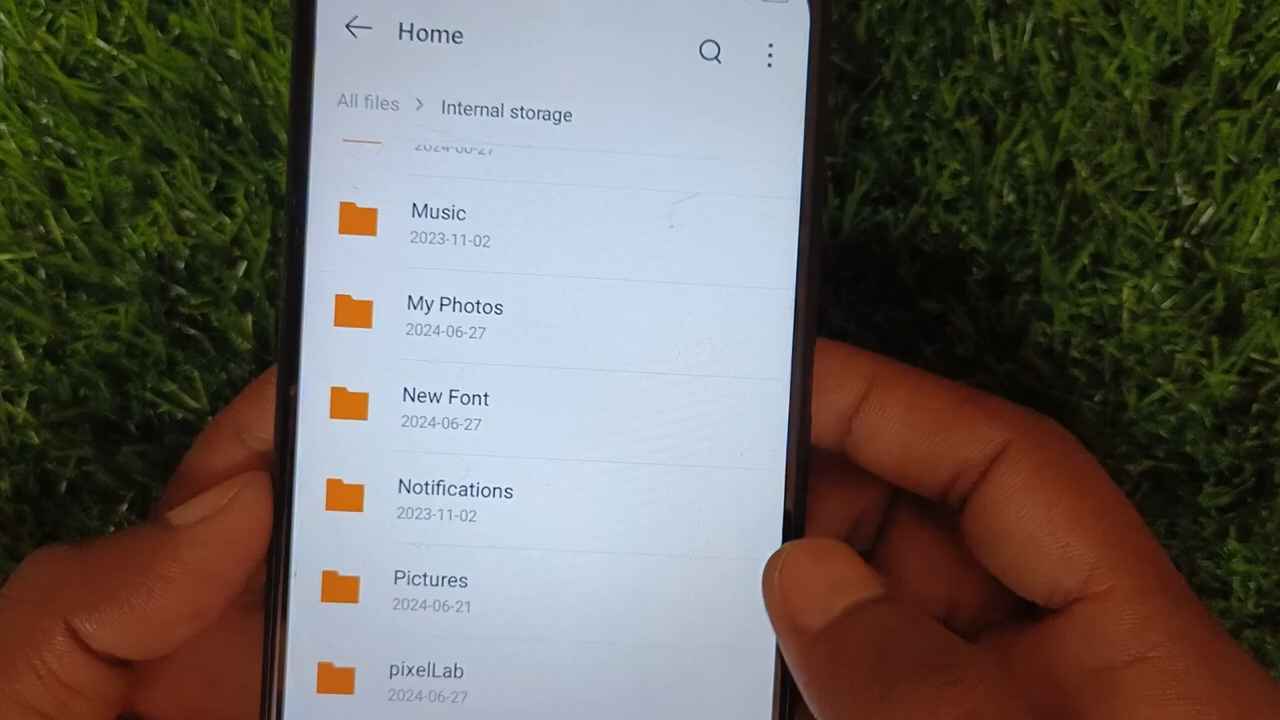 Home
All files > Internal storage
Music
2023-11-02
My Photos
2024-06-27
New Font
2024-06-27
Notifications
2023-11-02
Pictures
2024-06-21
pixelLab
2024-06-27